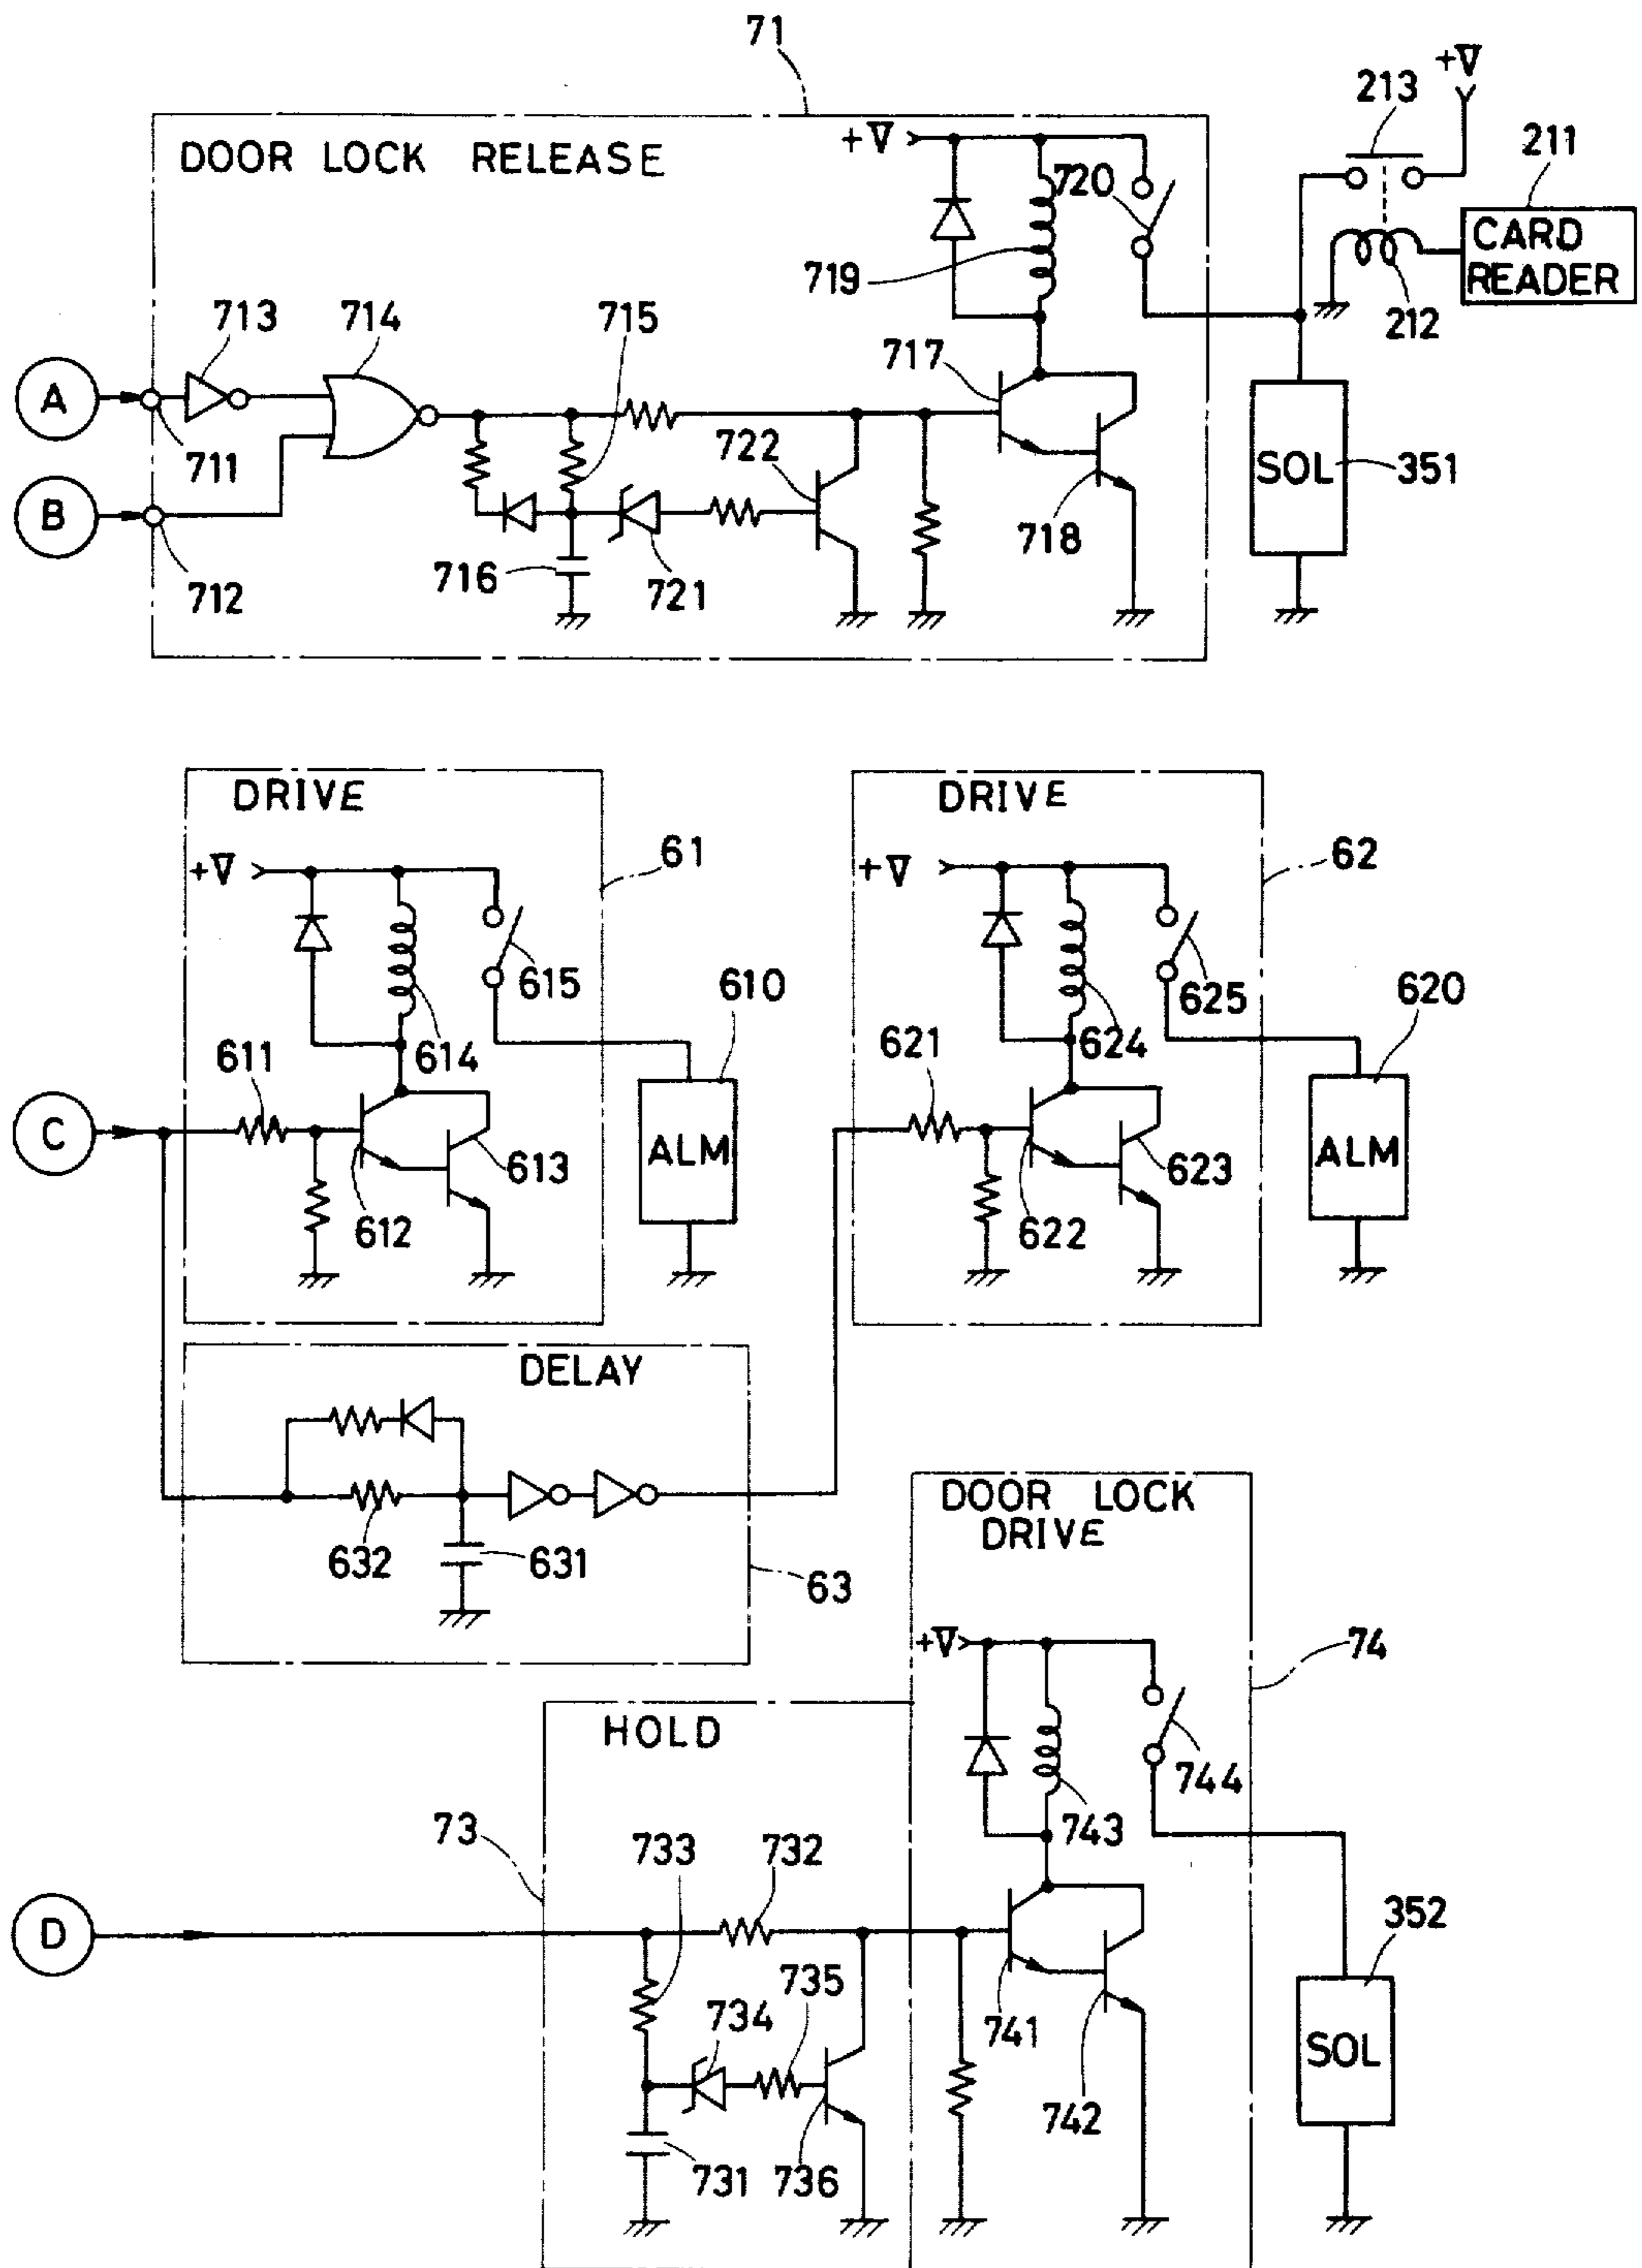 71
+V
213
211
DOOR LOCK RELEASE
+V
720
CARD
READER
719
212
713
714
715
717
A
711
722
SOL
351
B
718
712
716
721
DRIVE
DRIVE
61
62
+V
+V
615
610
625
620
614
624
611
621
C
ALM
ALM
613
623
612
622
DELAY
DOOR LOCK
DRIVE
632
631
63
+V
74
HOLD
744
743
73
733
732
D
352
735
734
741
SOL
742
731
736